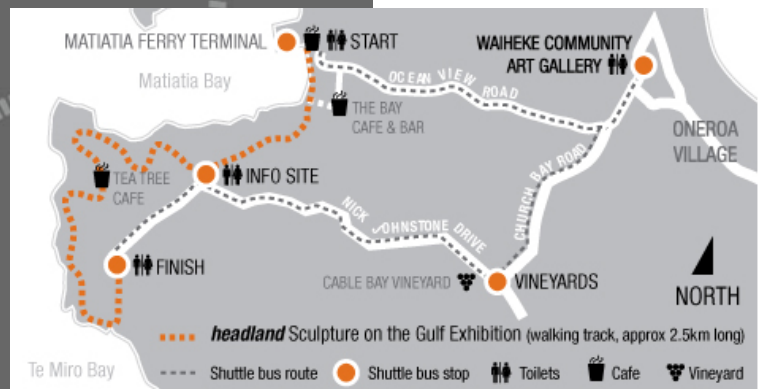 MATIATIA FERRY TERMINAL
START
WAIHEKE COMMUNITY
ART GALLERY
Matiatia Bay
OCEAN VIEW ROAD
THE BAY
CAFE & BAR
ONEROA
VILLAGE
CHURCH BAY ROAD
TEA TREE
CAFE
INFO SITE
NICK JOHNSTONE DRIVE
FINISH
CABLE BAY VINEYARD
VINEYARDS
NORTH
headland Sculpture on the Gulf Exhibition (walking track, approx 2.5km long)
Te Miro Bay
Shuttle bus route
Shuttle bus stop
Toilets
Cafe
Vineyard